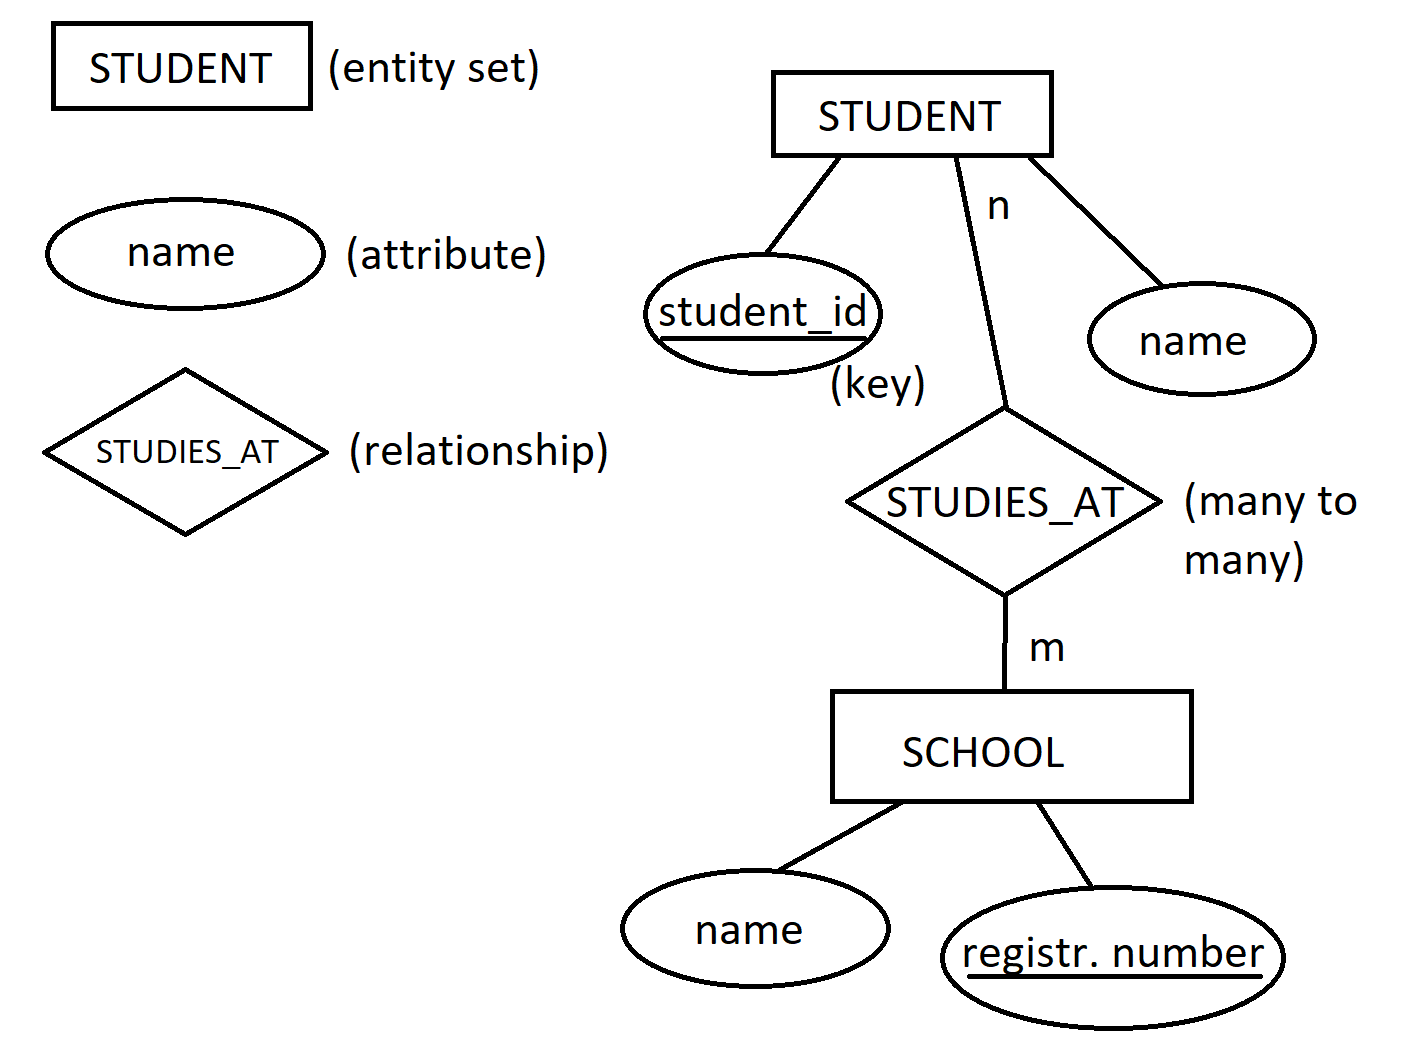 STUDENT (entity set)
name (attribute)
STUDIES_AT (relationship)
STUDENT
n
student_id
(key)
name
STUDIES_AT
(many to
many)
m
SCHOOL
name
registr. number